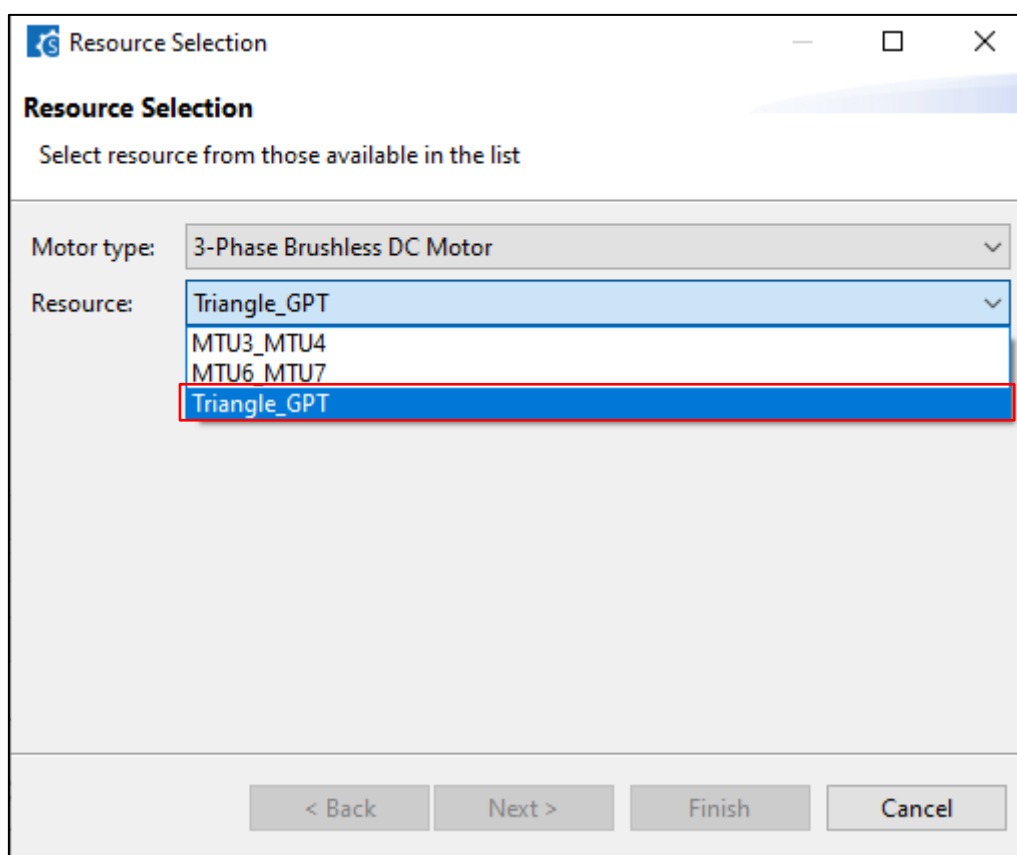 Resource Selection
Resource Selection
Select resource from those available in the list
Motor type: 3-Phase Brushless DC Motor
Resource: Triangle_GPT
MTU3_MTU4
MTU6_MTU7
Triangle_GPT
< Back Next > Finish Cancel